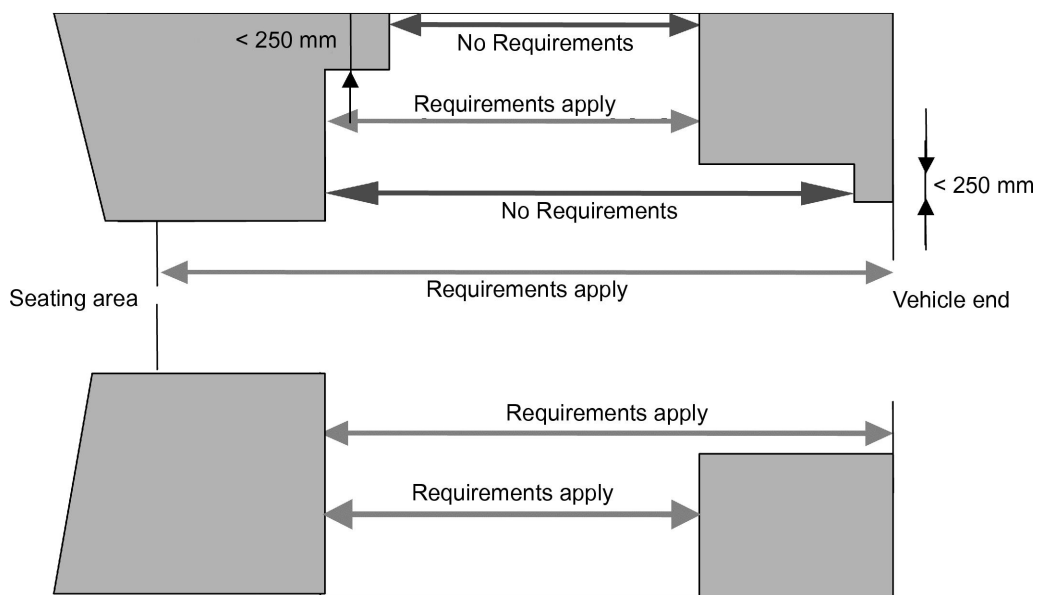 < 250 mm
No Requirements
Requirements apply
< 250 mm
No Requirements
Requirements apply
Seating area
Vehicle end
Requirements apply
Requirements apply